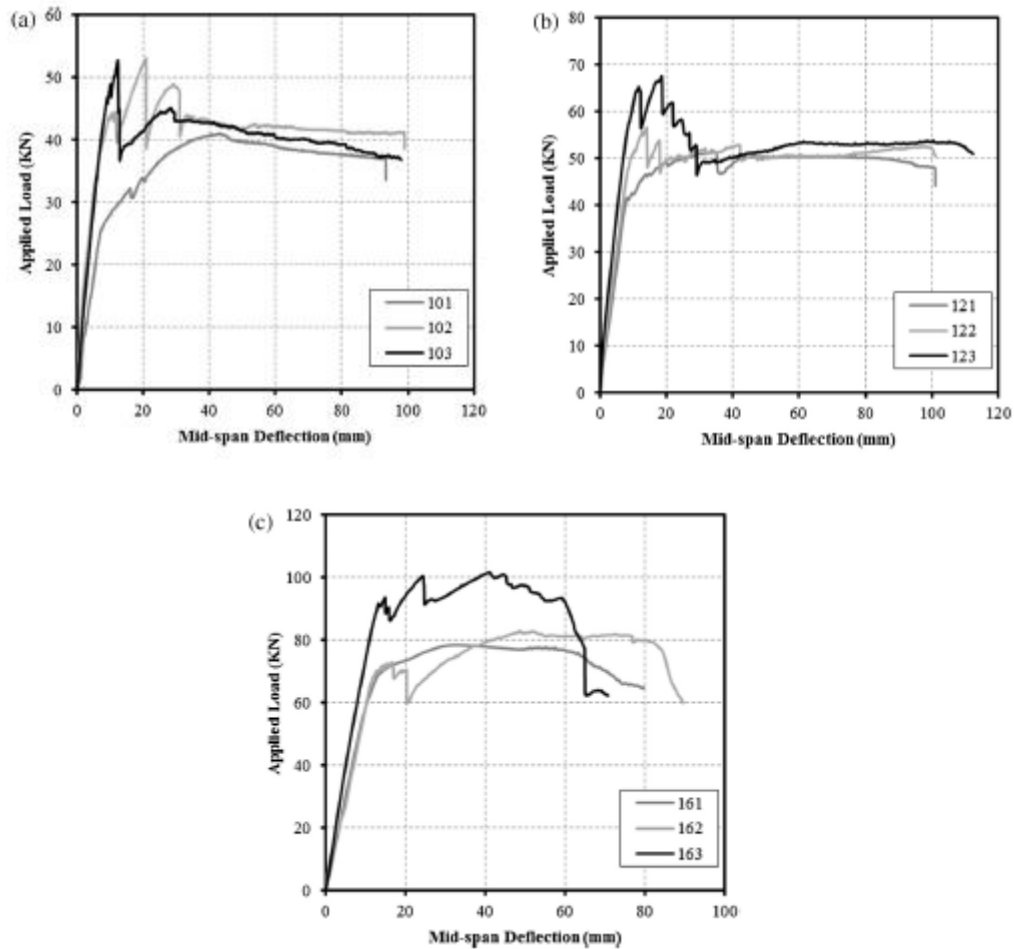 (a)
60
50
40
30
20
10
0
Applied Load (KN)
101
102
103
0 20 40 60 80 100 120
Mid-span Deflection (mm)
(b)
80
70
60
50
40
30
20
10
0
Applied Load (KN)
121
122
123
0 20 40 60 80 100 120
Mid-span Deflection (mm)
(c)
120
100
80
60
40
20
0
Applied Load (KN)
161
162
163
0 20 40 60 80 100
Mid-span Deflection (mm)